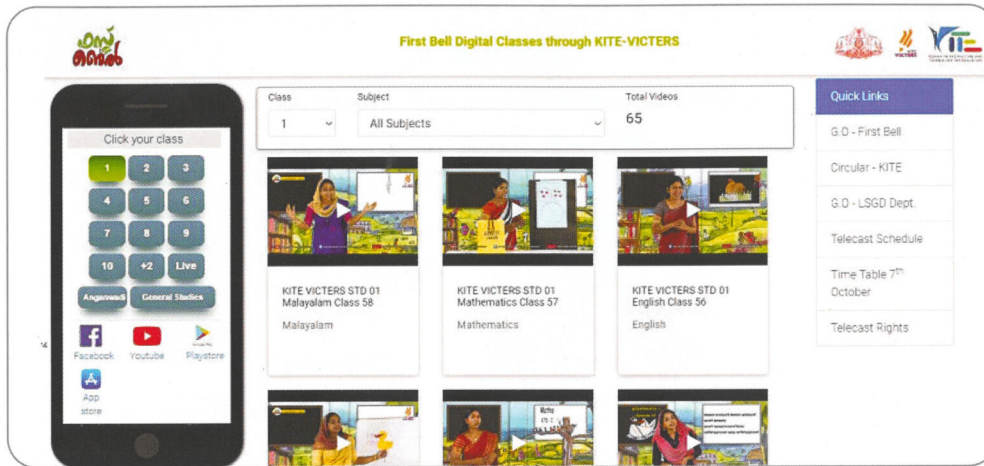 ഫസ്റ്റ്
ബെൽ
First Bell Digital Classes through KITE-VICTERS
Click your class
1 2 3
4 5 6
7 8 9
10 +2 Live
Anganwadi General Studies
Facebook Youtube Playstore
App
store
Class Subject Total Videos
1 All Subjects 65
KITE VICTERS STD 01
Malayalam Class 58
Malayalam
KITE VICTERS STD 01
Mathematics Class 57
Mathematics
KITE VICTERS STD 01
English Class 56
English
Maths
Quick Links
G.O - First Bell
Circular - KITE
G.O - LSGD Dept.
Telecast Schedule
Time Table 7th
October
Telecast Rights